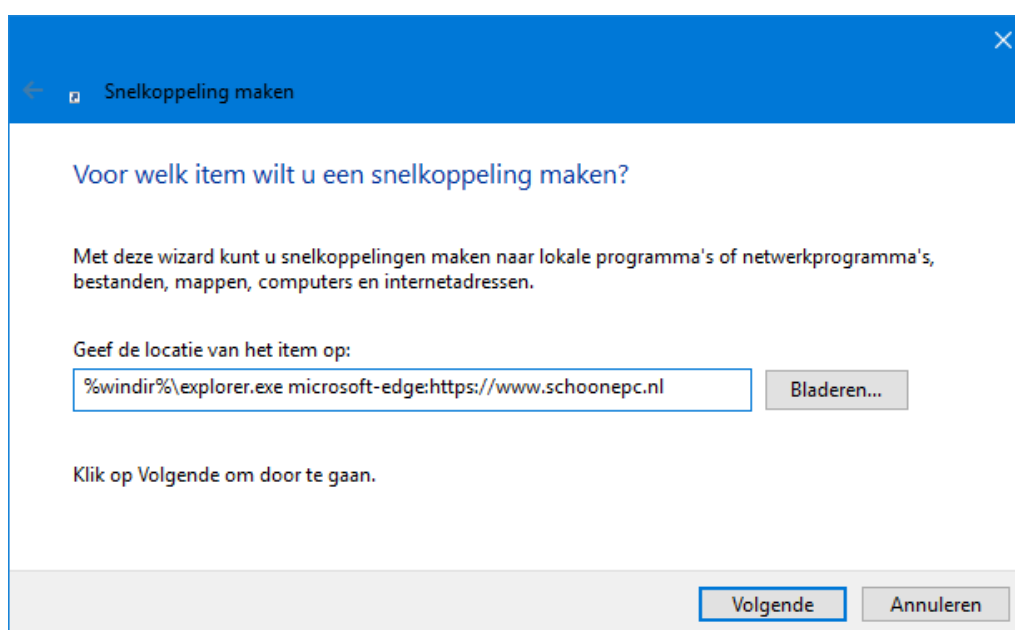 Snelkoppeling maken
Voor welk item wilt u een snelkoppeling maken?
Met deze wizard kunt u snelkoppelingen maken naar lokale programma's of netwerkprogramma's,
bestanden, mappen, computers en internetadressen.
Geef de locatie van het item op:
%windir%\explorer.exe microsoft-edge:https://www.schoonepc.nl
Bladeren...
Klik op Volgende om door te gaan.
Volgende
Annuleren